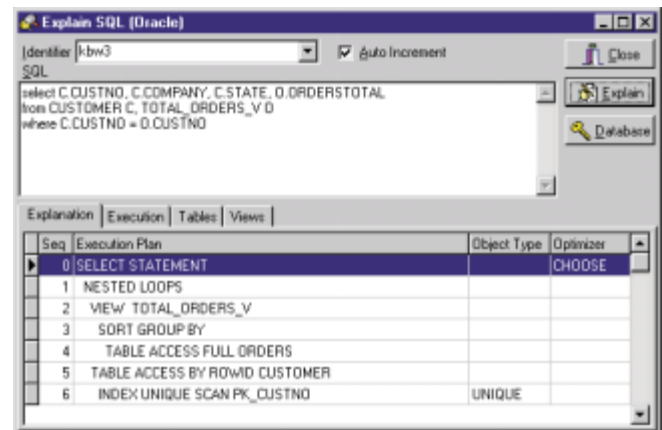 Explain SQL (Oracle)
Identifier kbw3 Auto Increment Close
SQL
select C.CUSTNO, C.COMPANY, C.STATE, O.ORDERSTOTAL
from CUSTOMER C, TOTAL_ORDERS_V O
where C.CUSTNO = O.CUSTNO
Explain
Database
Explanation Execution Tables Views
Seq Execution Plan Object Type Optimizer
0 SELECT STATEMENT CHOOSE
1 NESTED LOOPS
2 VIEW TOTAL_ORDERS_V
3 SORT GROUP BY
4 TABLE ACCESS FULL ORDERS
5 TABLE ACCESS BY ROWID CUSTOMER
6 INDEX UNIQUE SCAN PK_CUSTNO UNIQUE